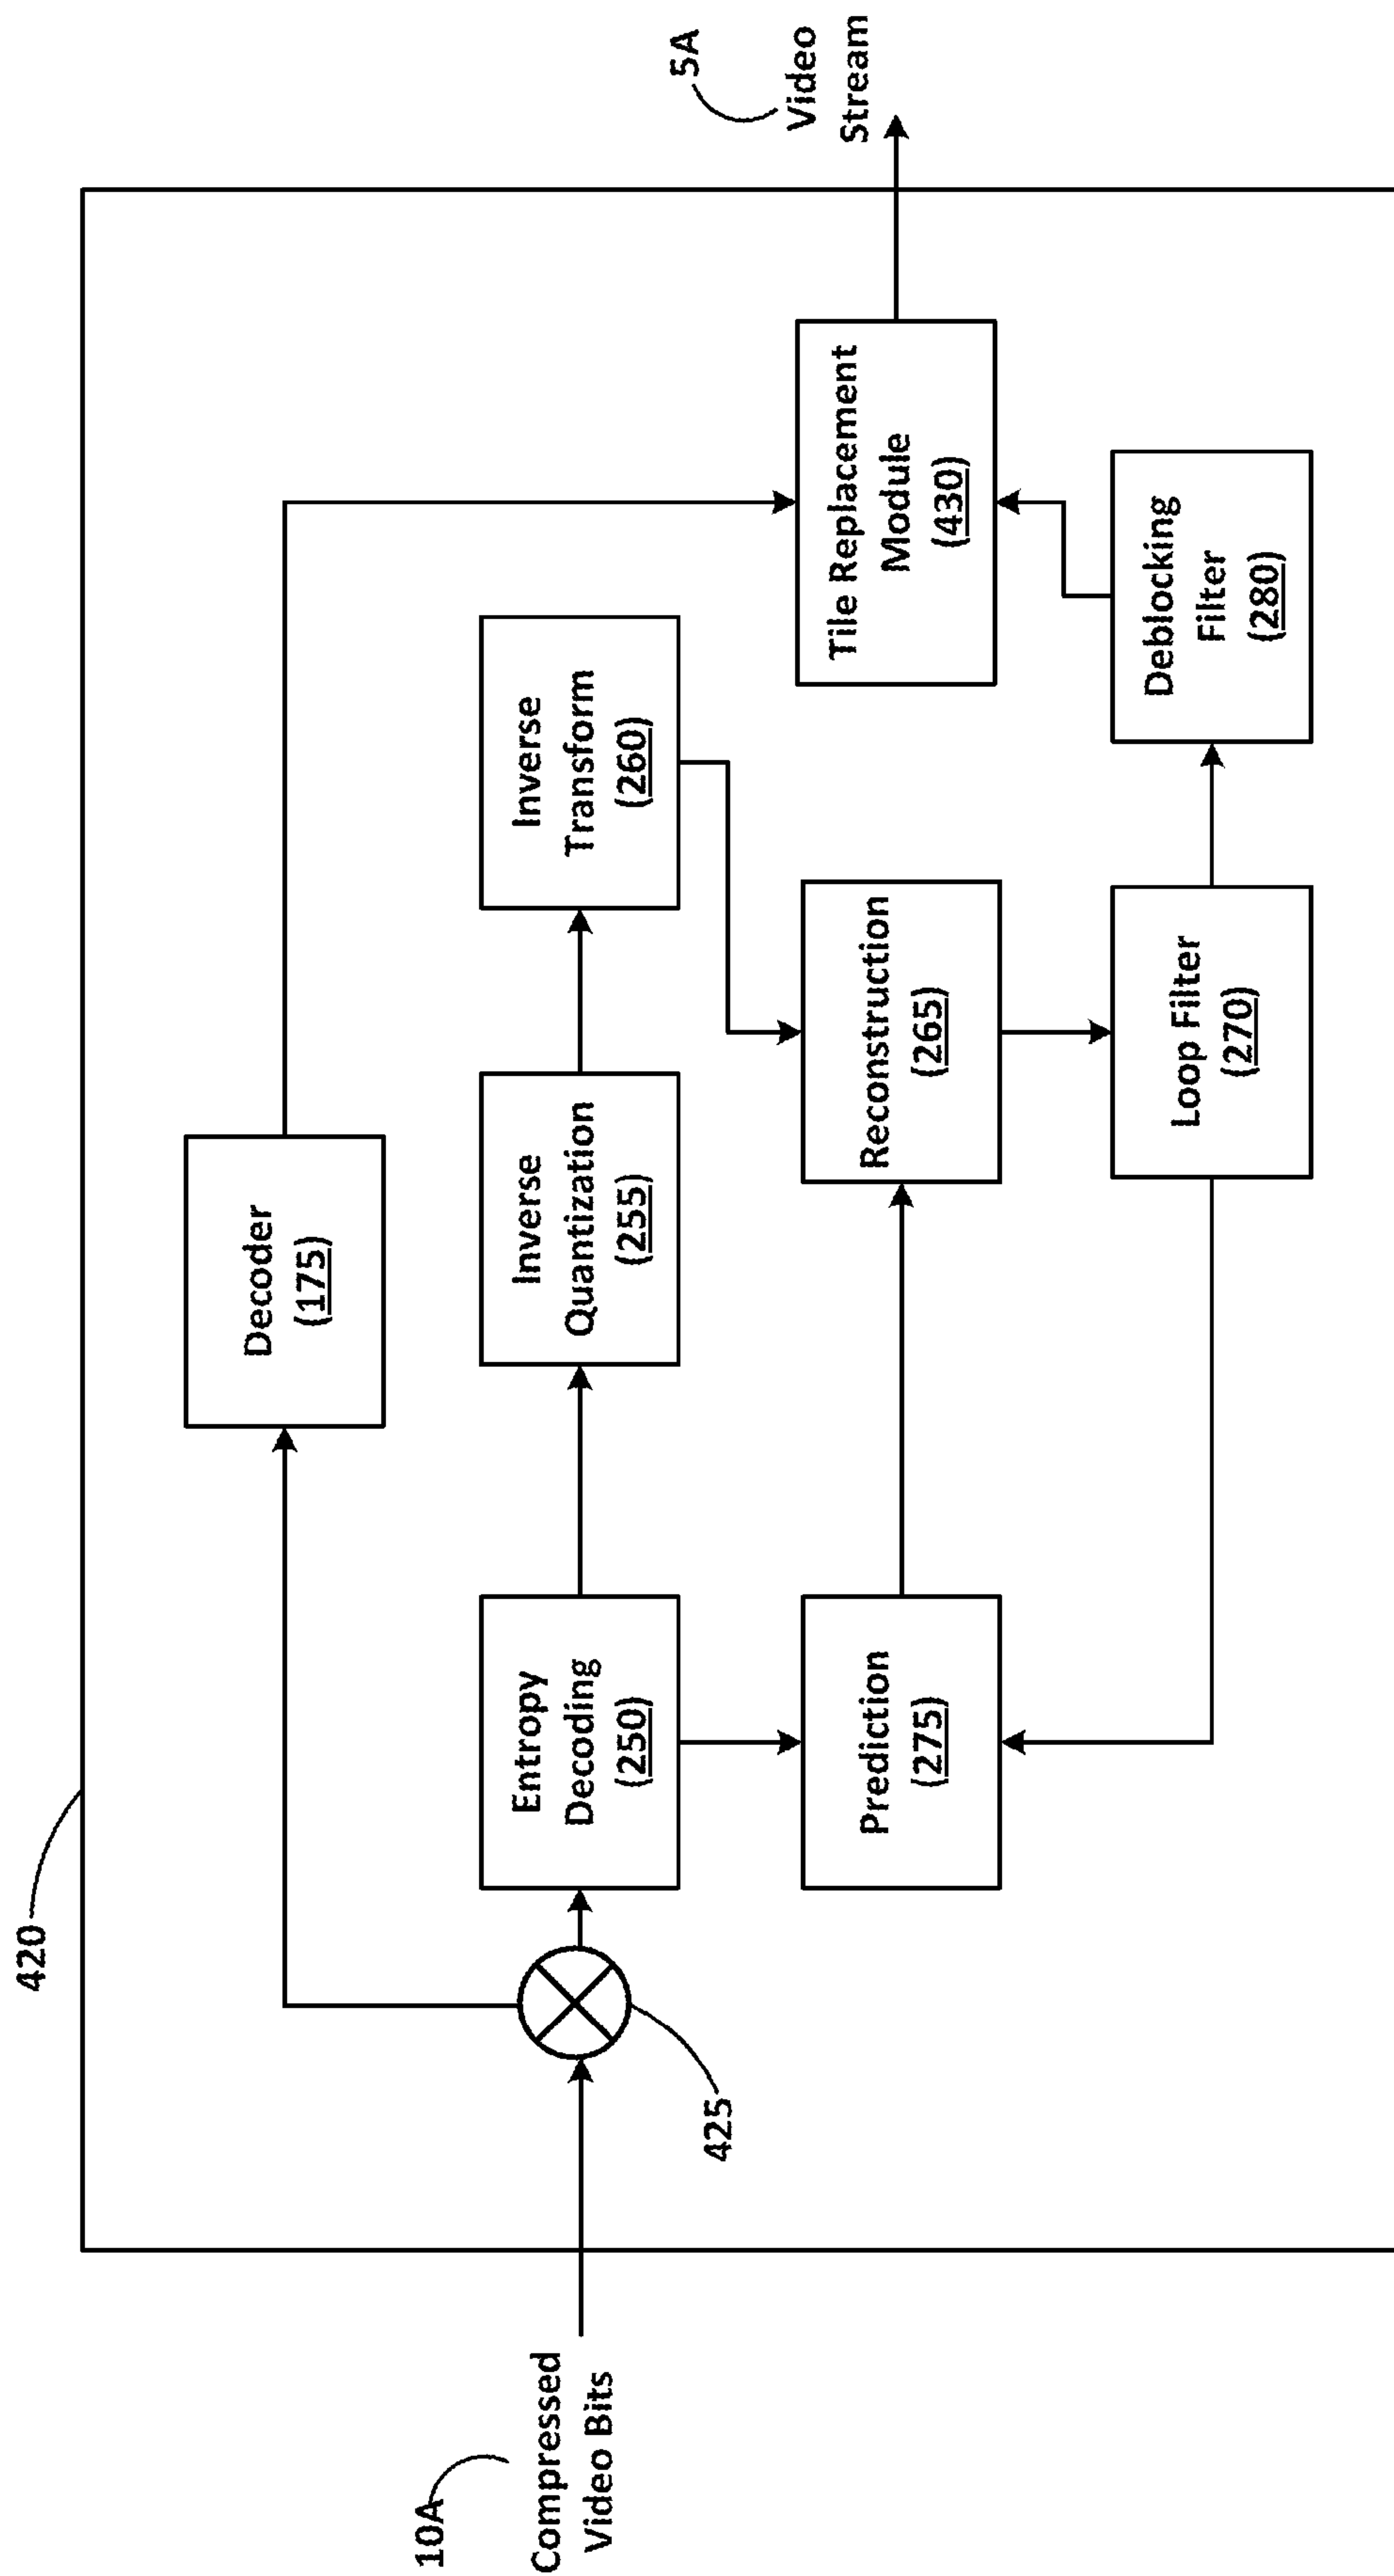 420
Decoder
(175)
5A
Video
Stream
10A
Compressed
Video Bits
425
Entropy
Decoding
(250)
Inverse
Quantization
(255)
Inverse
Transform
(260)
Prediction
(275)
Reconstruction
(265)
Tile Replacement
Module
(430)
Loop Filter
(270)
Deblocking
Filter
(280)